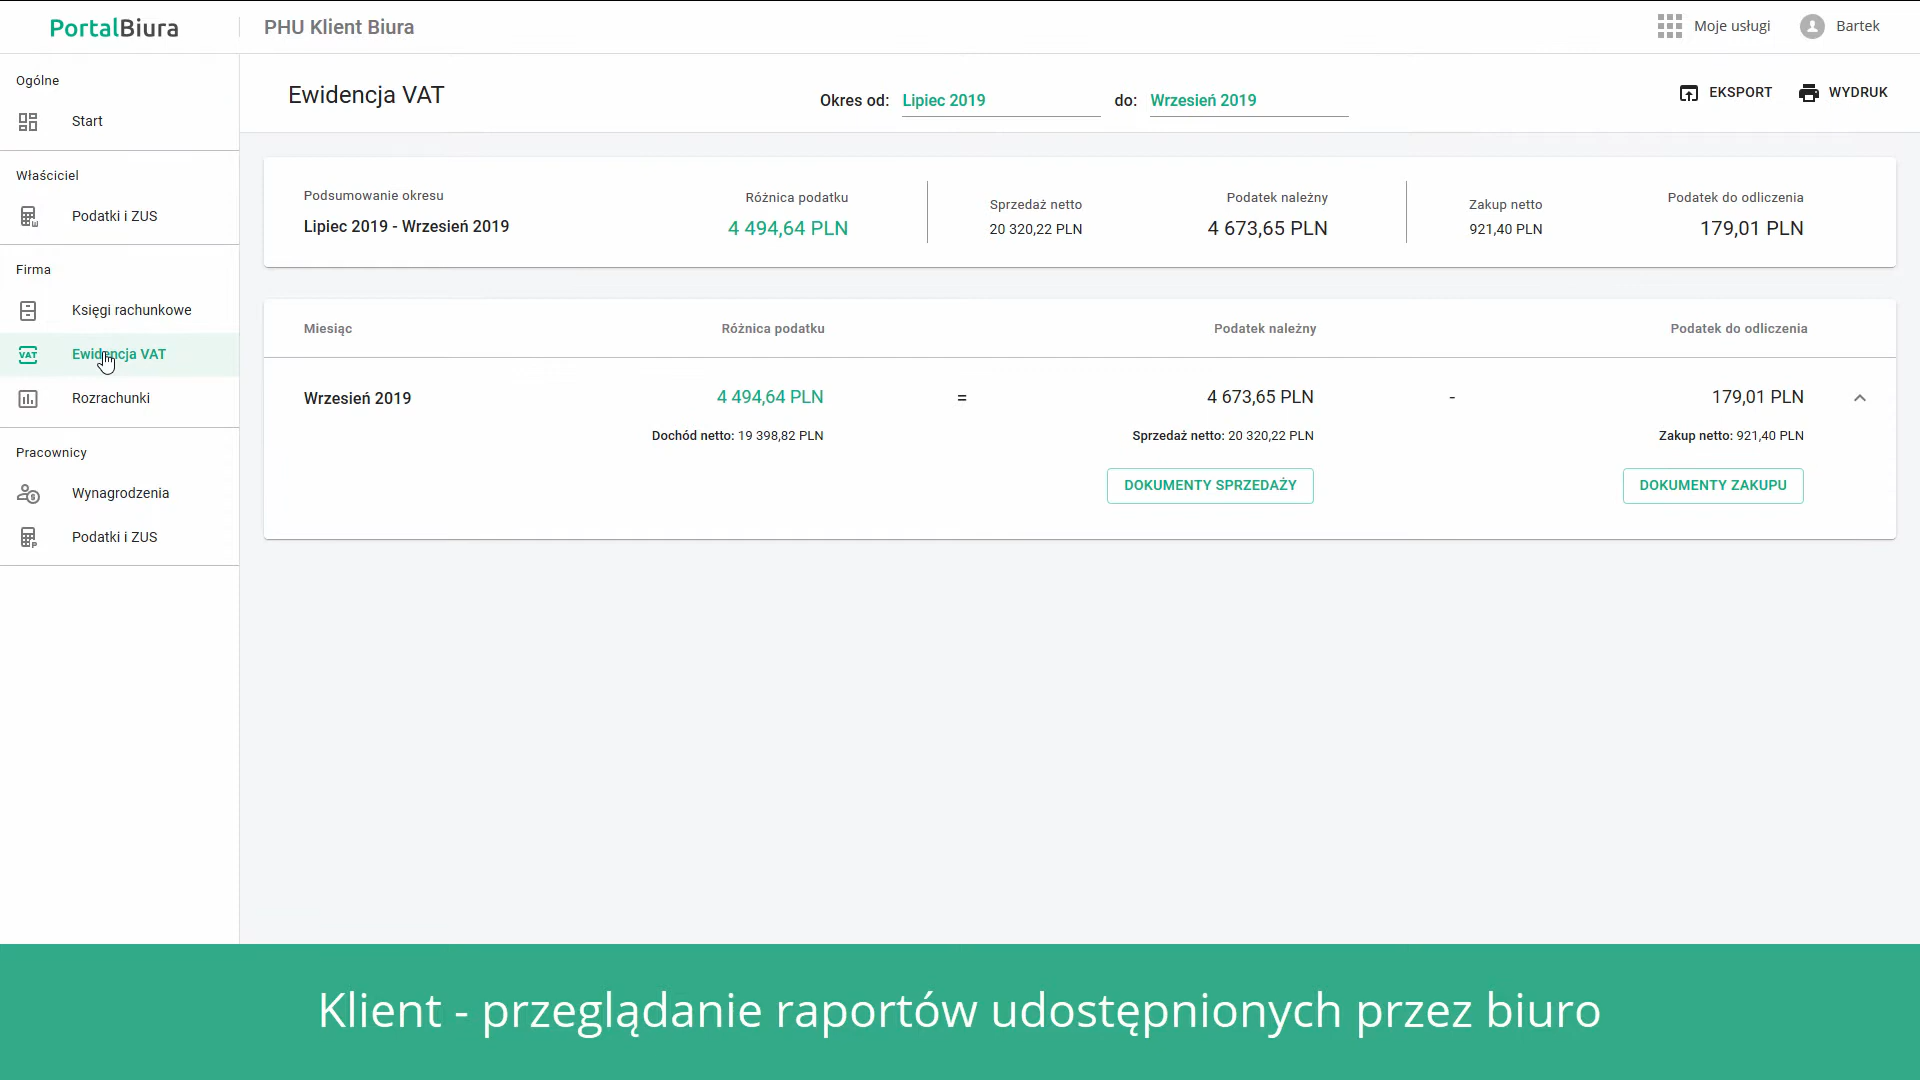 PortalBiura
PHU Klient Biura
Moje usługi
Bartek
Ogólne
Start
Właściciel
Podatki i ZUS
Firma
Księgi rachunkowe
VAT
Ewidencja VAT
Rozrachunki
Pracownicy
Wynagrodzenia
Podatki i ZUS
Ewidencja VAT
Okres od: Lipiec 2019 do: Wrzesień 2019
EKSPORT
WYDRUK
Podsumowanie okresu
Lipiec 2019 - Wrzesień 2019
Różnica podatku
4 494,64 PLN
Sprzedaż netto
20 320,22 PLN
Podatek należny
4 673,65 PLN
Zakup netto
921,40 PLN
Podatek do odliczenia
179,01 PLN
Miesiąc Różnica podatku Podatek należny Podatek do odliczenia
Wrzesień 2019 4 494,64 PLN = 4 673,65 PLN - 179,01 PLN
Dochód netto: 19 398,82 PLN Sprzedaż netto: 20 320,22 PLN Zakup netto: 921,40 PLN
DOKUMENTY SPRZEDAŻY DOKUMENTY ZAKUPU
Klient - przeglądanie raportów udostępnionych przez biuro